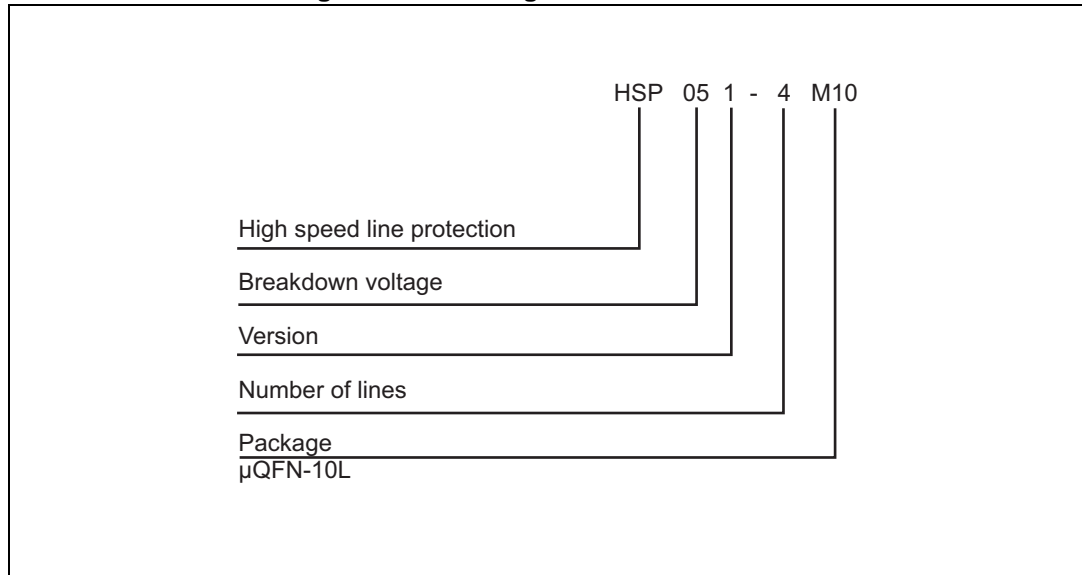 HSP 05 1 - 4 M10
High speed line protection
Breakdown voltage
Version
Number of lines
Package
µQFN-10L